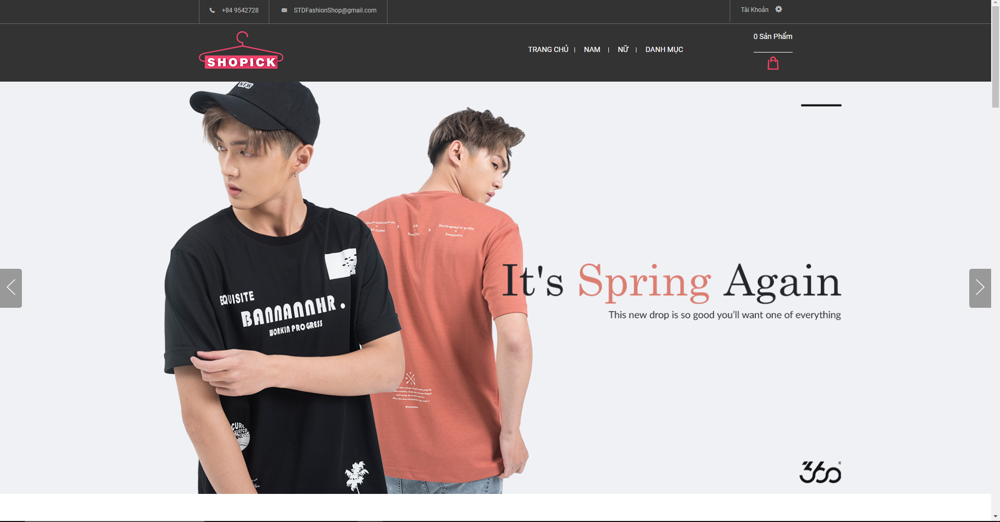 +84 9542728
STDFashionShop@gmail.com
Tài Khoản
SHOPICK
TRANG CHỦ
NAM
NỮ
DANH MỤC
0 Sản Phẩm
NEW
EQUISITE
BANNANNHR.
WORKIN PROGRESS
CURL
SURFCO
&
&
Sweatshirt.
It's Spring Again
This new drop is so good you’ll want one of everything
360